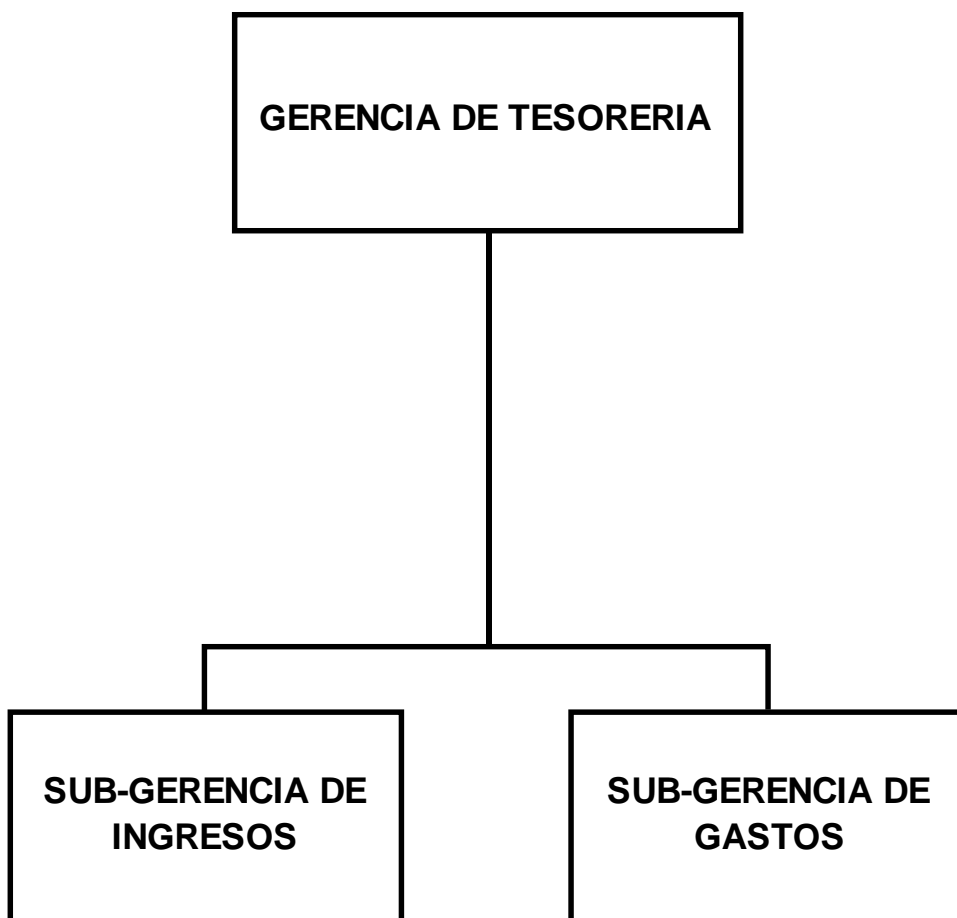 GERENCIA DE TESORERIA
SUB-GERENCIA DE
INGRESOS
SUB-GERENCIA DE
GASTOS